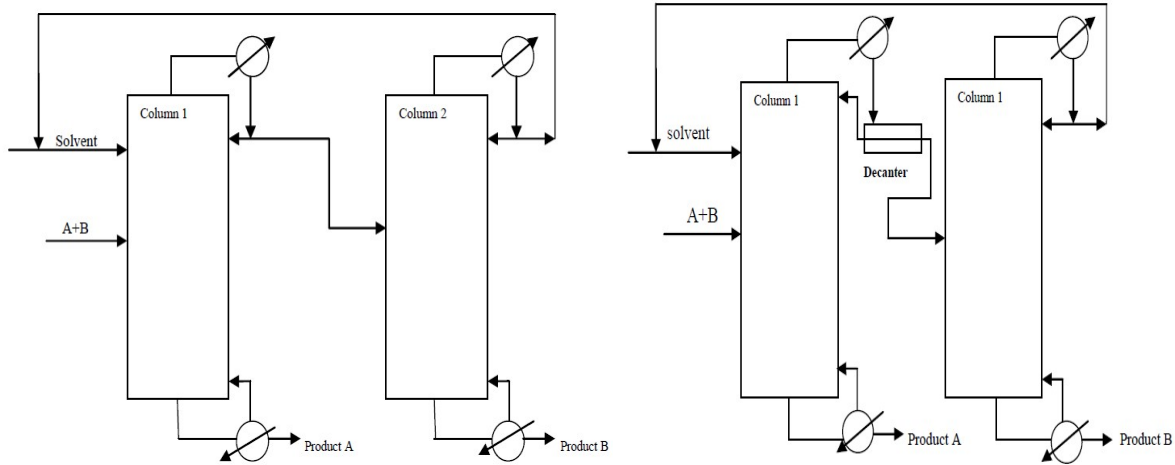 Column 1
Column 2
Solvent
A+B
Product A
Product B
Column 1
Column 1
solvent
Decanter
A+B
Product A
Product B